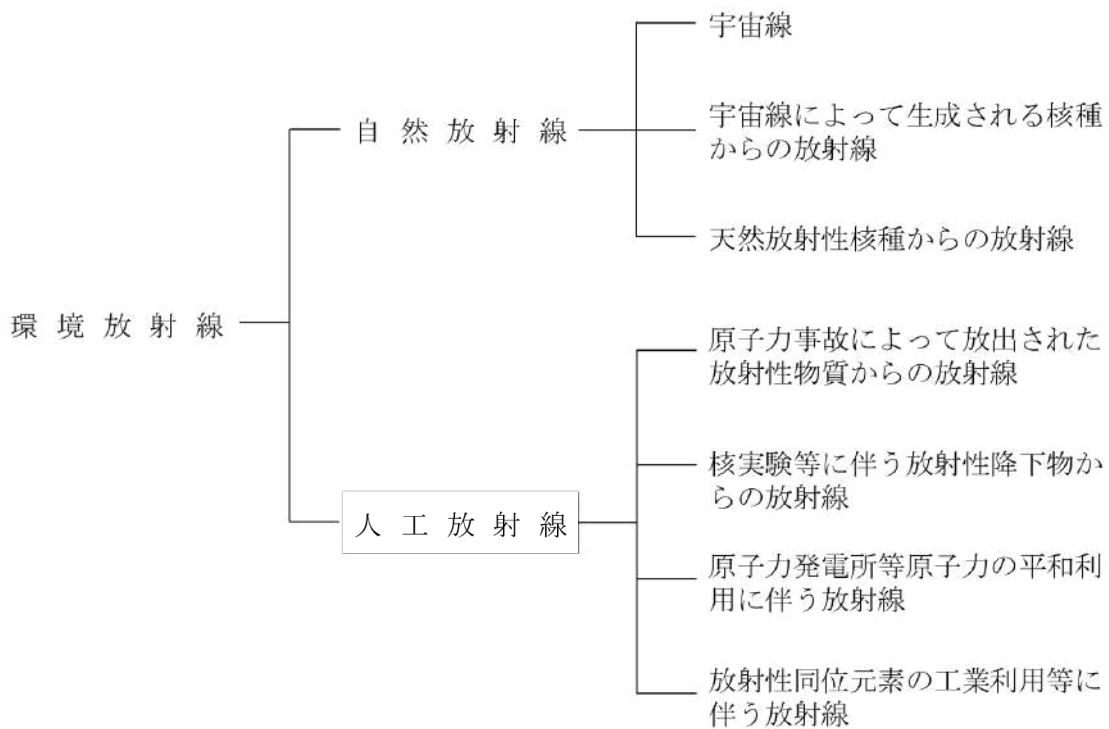 宇宙線
自然放射線
宇宙線によって生成される核種
からの放射線
天然放射性核種からの放射線
環境放射線
原子力事故によって放出された
放射性物質からの放射線
核実験等に伴う放射性降下物か
らの放射線
人工放射線
原子力発電所等原子力の平和利
用に伴う放射線
放射性同位元素の工業利用等に
伴う放射線